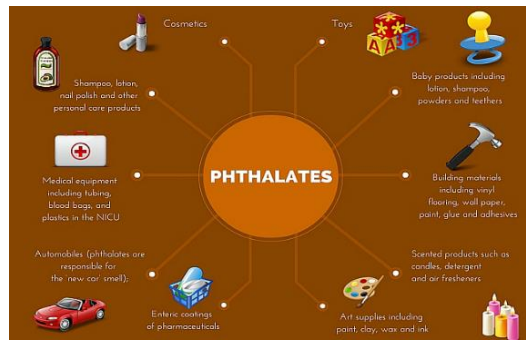 Cosmetics
Toys
Shampoo, lotion,
nail polish and other
personal care products
Baby products including
lotion, shampoo,
powders and teethers
Medical equipment
including tubing,
blood bags, and
plastics in the NICU
PHTHALATES
Building materials
including vinyl
flooring, wall paper,
paint, glue and adhesives
Automobiles (phthalates are
responsible for
the 'new car' smell);
Scented products such as
candles, detergent
and air fresheners
Enteric coatings
of pharmaceuticals
Art supplies including
paint, clay, wax and ink